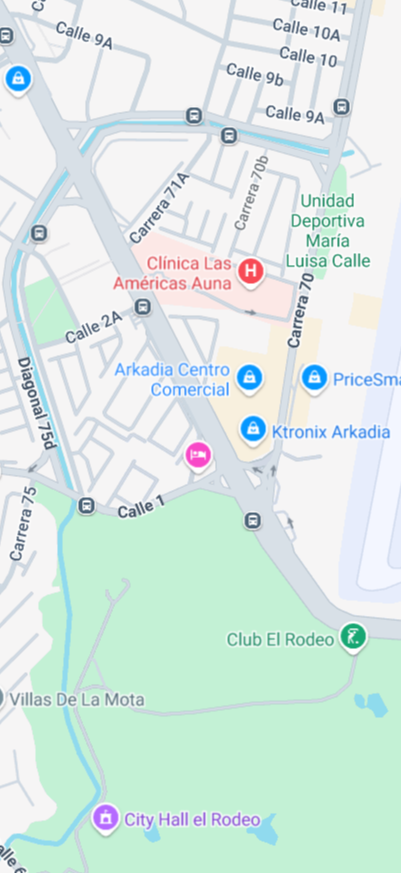 Calle 11
Calle 9A
Calle 10A
Calle 10
Calle 9b
Calle 9A
Carrera 70b
Carrera 71A
Unidad
Deportiva
María
Luisa Calle
Clínica Las
Américas Auna
H
Carrera 70
Calle 2A
Arkadia Centro
Comercial
PriceSma
Diagonal 75d
Ktronix Arkadia
Calle 1
Carrera 75
Club El Rodeo
Villas De La Mota
City Hall el Rodeo